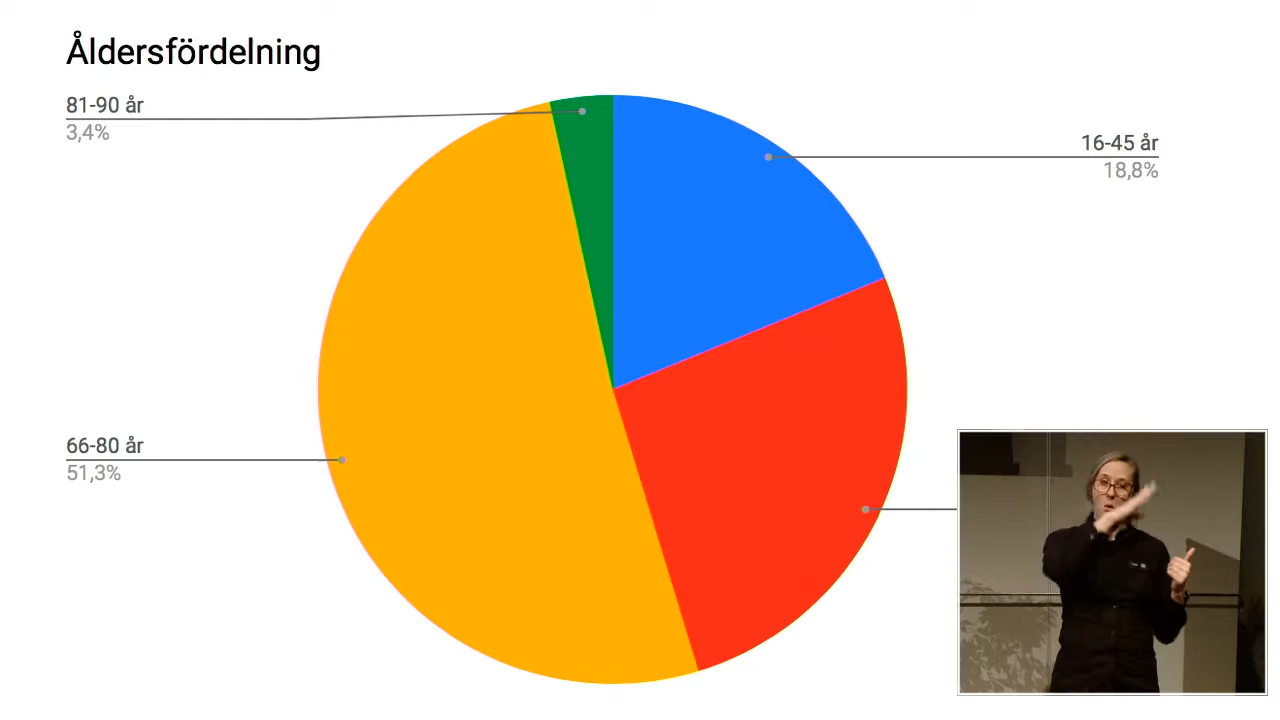 Åldersfördelning
81-90 år
3,4%
16-45 år
18,8%
66-80 år
51,3%